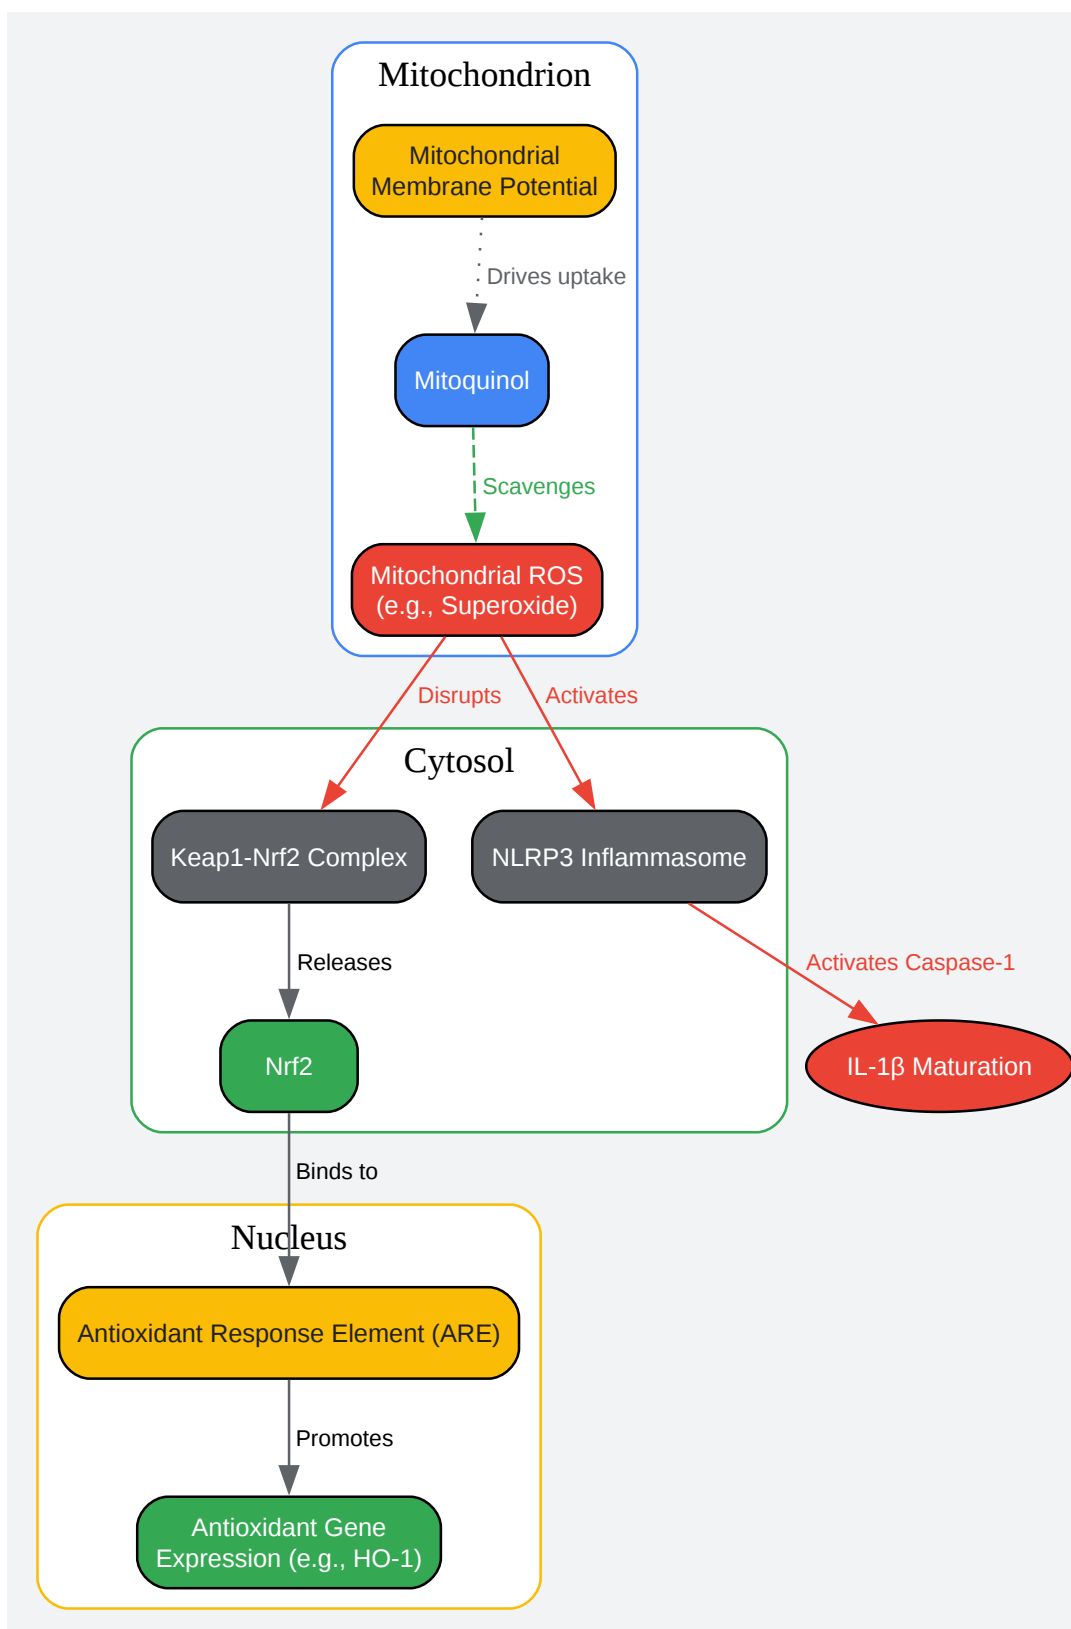 Mitochondrion
Mitochondrial
Membrane Potential
Drives uptake
Mitoquinol
Scavenges
Mitochondrial ROS
(e.g., Superoxide)
Disrupts
Activates
Cytosol
Keap1-Nrf2 Complex
NLRP3 Inflammasome
Releases
Activates Caspase-1
Nrf2
IL-1β Maturation
Binds to
Nucleus
Antioxidant Response Element (ARE)
Promotes
Antioxidant Gene
Expression (e.g., HO-1)